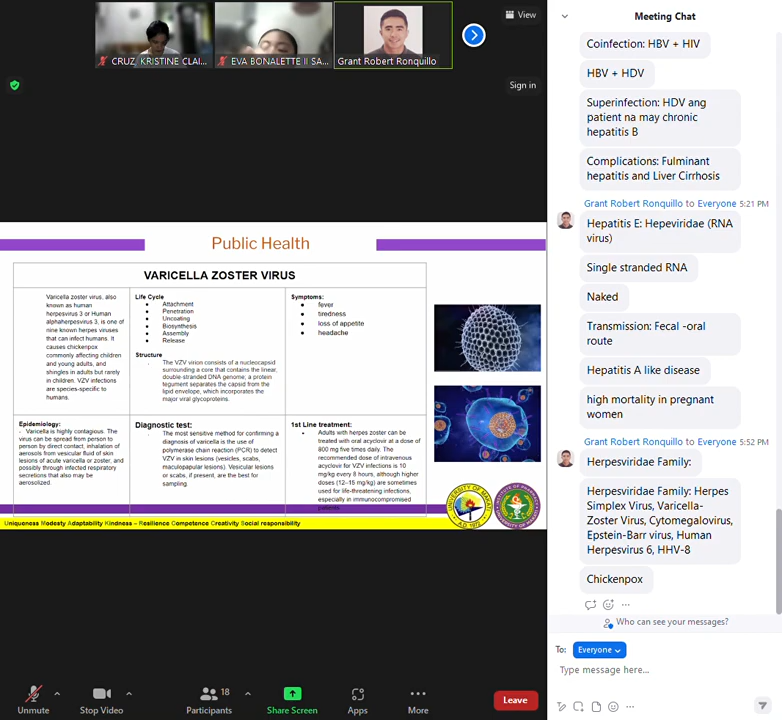 View
CRUZ, KRISTINE CLAI...
EVA BONALETTE II SA...
Grant Robert Ronquillo
Sign in
Public Health
VARICELLA ZOSTER VIRUS
Varicella zoster virus, also
known as human
herpesvirus 3 or Human
alphaherpesvirus 3, is one of
nine known herpes viruses
that can infect humans. It
causes chickenpox
commonly affecting children
and young adults, and
shingles in adults but rarely
in children. VZV infections
are species-specific to
humans.
Life Cycle
Attachment
Penetration
Uncoating
Biosynthesis
Assembly
Release
Structure
The VZV virion consists of a nucleocapsid
surrounding a core that contains the linear,
double-stranded DNA genome; a protein
tegument separates the capsid from the
lipid envelope, which incorporates the
major viral glycoproteins.
Symptoms:
fever
tiredness
loss of appetite
headache
Epidemiology:
- Varicella is highly contagious. The
virus can be spread from person to
person by direct contact, inhalation of
aerosols from vesicular fluid of skin
lesions of acute varicella or zoster, and
possibly through infected respiratory
secretions that also may be
aerosolized.
Diagnostic test:
The most sensitive method for confirming a
diagnosis of varicella is the use of
polymerase chain reaction (PCR) to detect
VZV in skin lesions (vesicles, scabs,
maculopapular lesions). Vesicular lesions
or scabs, if present, are the best for
sampling.
1st Line treatment:
Adults with herpes zoster can be
treated with oral acyclovir at a dose of
800 mg five times daily. The
recommended dose of intravenous
acyclovir for VZV infections is 10
mg/kg every 8 hours, although higher
doses (12–15 mg/kg) are sometimes
used for life-threatening infections,
especially in immunocompromised
patients.
UNIVERSITY OF MAKATI
A.D. 1972
Uniqueness Modesty Adaptability Kindness – Resilience Competence Creativity Social responsibility
Unmute
Stop Video
18
Participants
Share Screen
Apps
More
Leave
Meeting Chat
Coinfection: HBV + HIV
HBV + HDV
Superinfection: HDV ang
patient na may chronic
hepatitis B
Complications: Fulminant
hepatitis and Liver Cirrhosis
Grant Robert Ronquillo to Everyone 5:21 PM
Hepatitis E: Hepeviridae (RNA
virus)
Single stranded RNA
Naked
Transmission: Fecal -oral
route
Hepatitis A like disease
high mortality in pregnant
women
Grant Robert Ronquillo to Everyone 5:52 PM
Herpesviridae Family:
Herpesviridae Family: Herpes
Simplex Virus, Varicella-
Zoster Virus, Cytomegalovirus,
Epstein-Barr virus, Human
Herpesvirus 6, HHV-8
Chickenpox
Who can see your messages?
To: Everyone
Type message here...